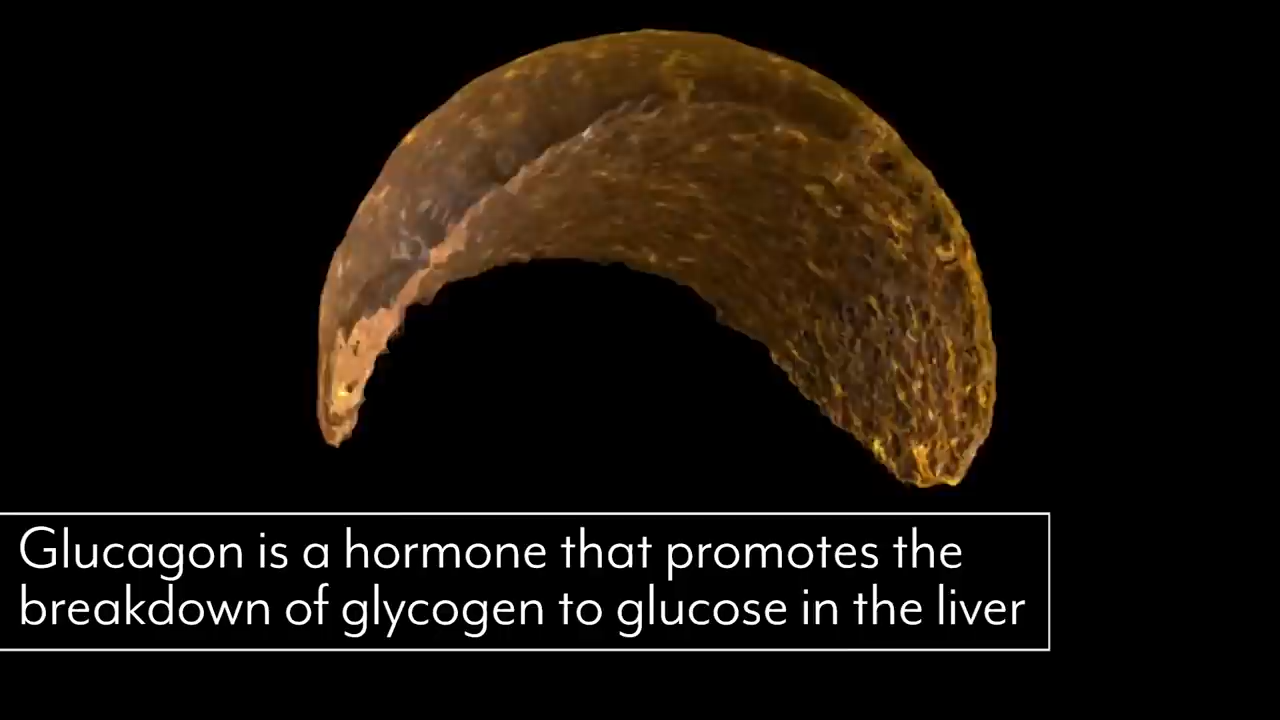 Glucagon is a hormone that promotes the
breakdown of glycogen to glucose in the liver